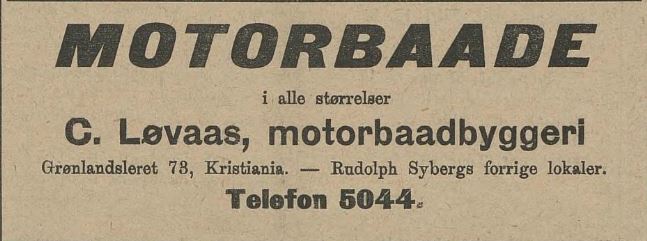 MOTORBAADE
i alle størrelser
C. Løvaas, motorbaadbyggeri
Grønlandsleret 73, Kristiania. — Rudolph Sybergs forrige lokaler.
Telefon 5044.